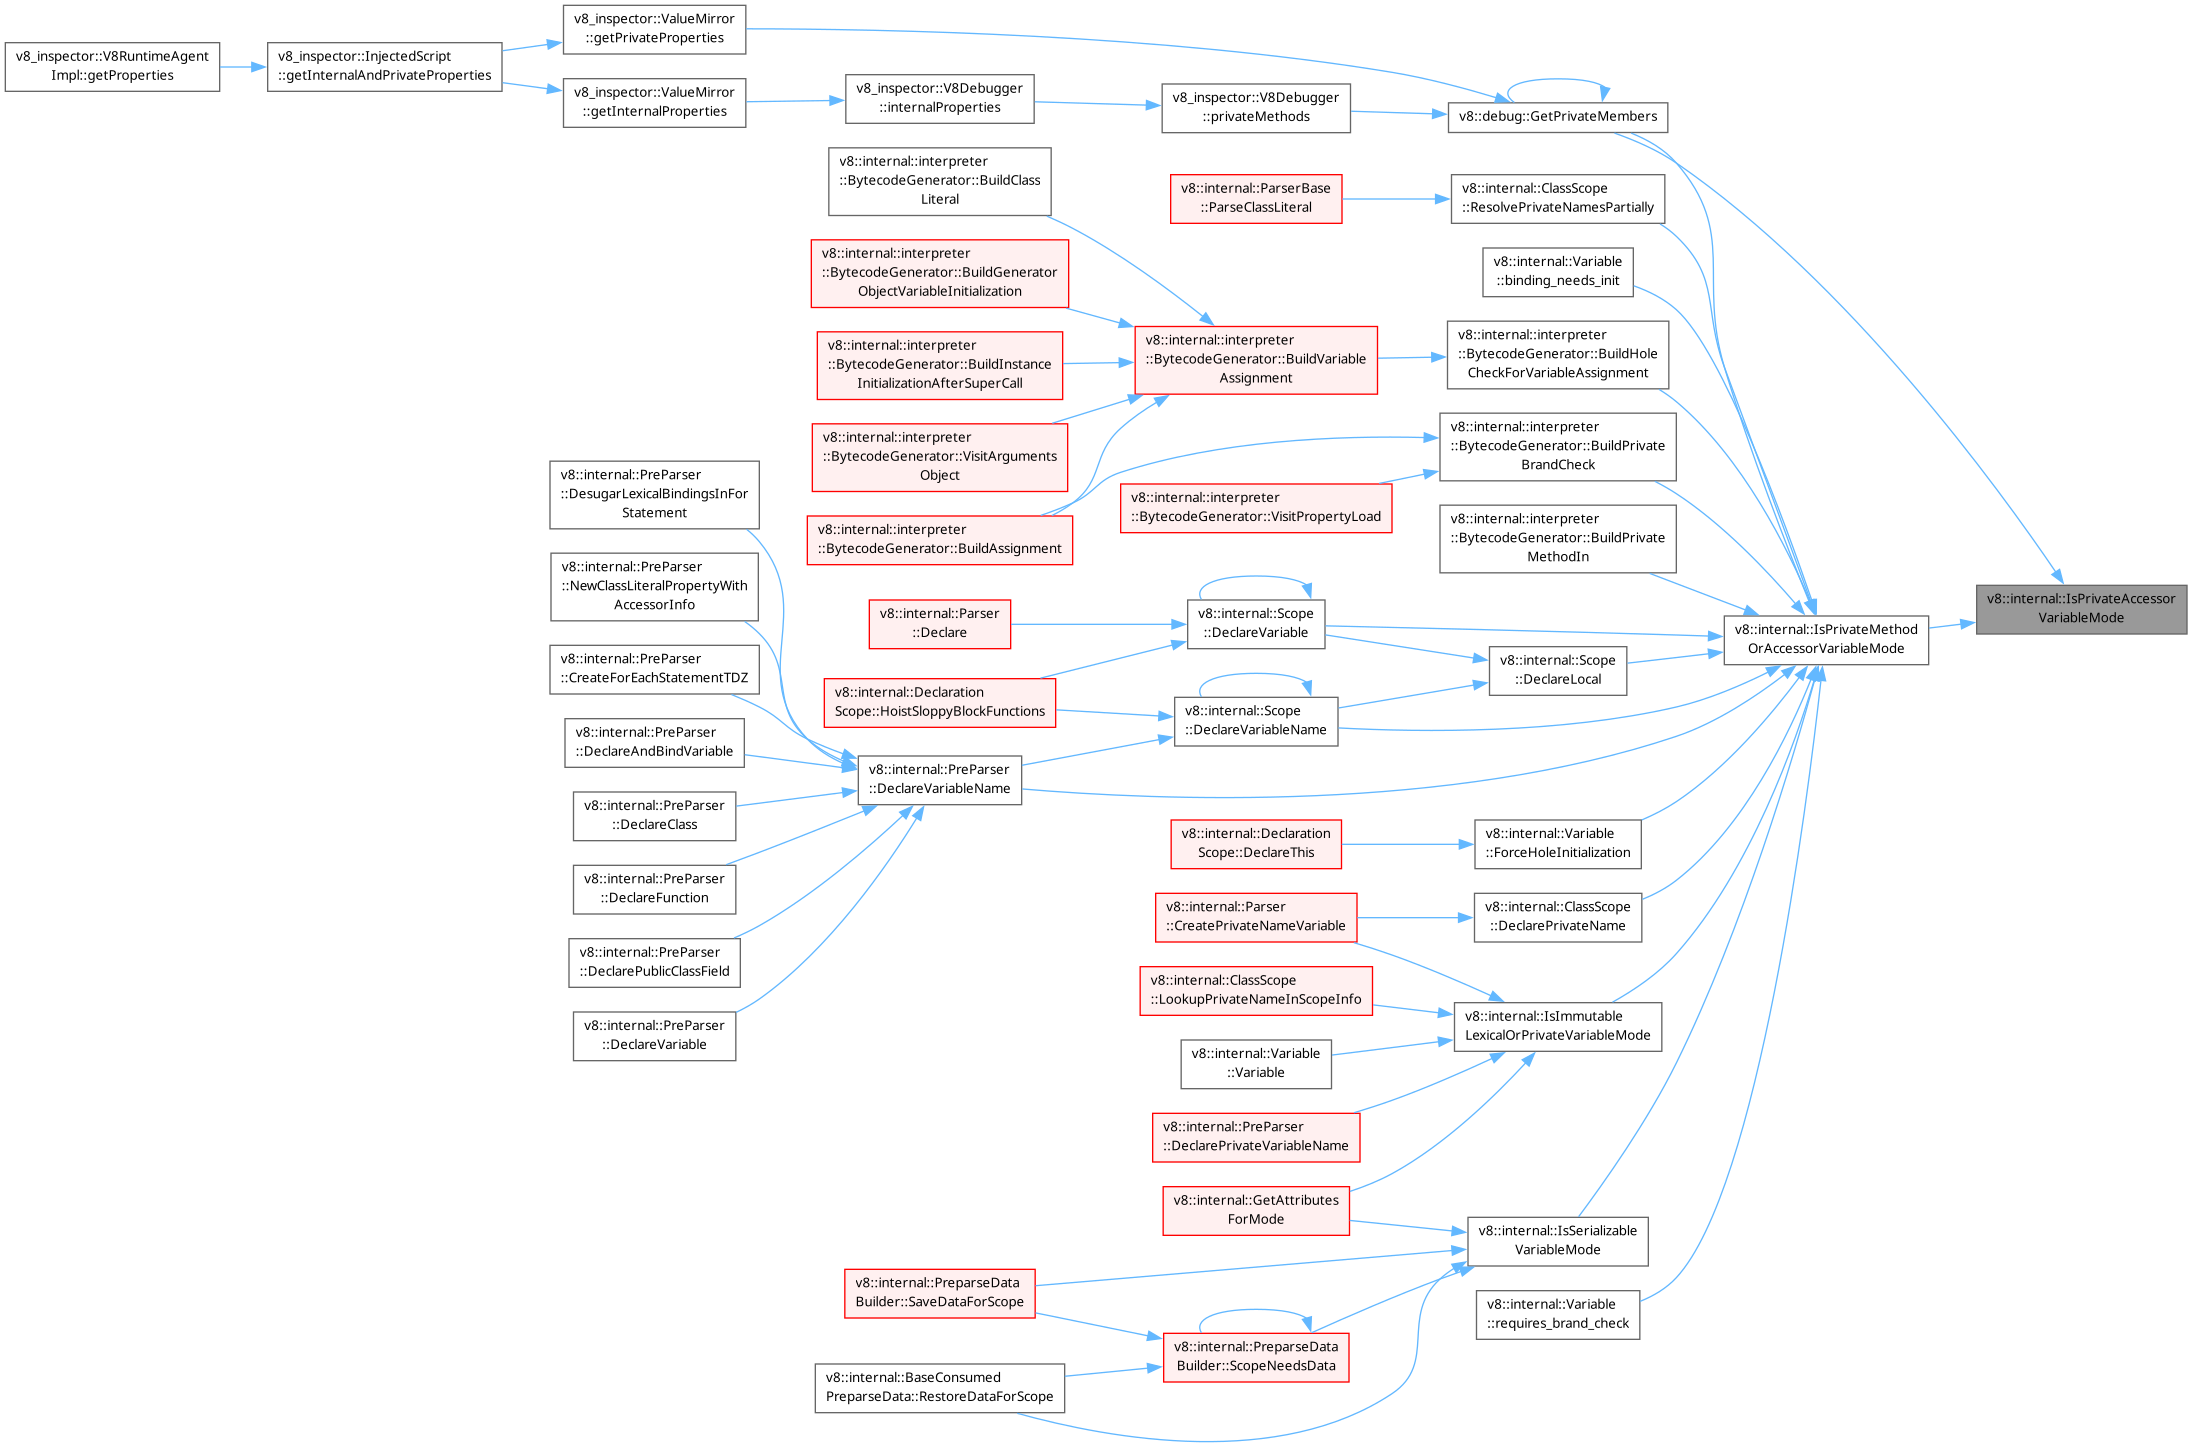 v8_inspector::V8RuntimeAgent
Impl::getProperties
v8_inspector::InjectedScript
::getInternalAndPrivateProperties
v8_inspector::ValueMirror
::getPrivateProperties
v8_inspector::ValueMirror
::getInternalProperties
v8_inspector::V8Debugger
::internalProperties
v8_inspector::V8Debugger
::privateMethods
v8::debug::GetPrivateMembers
v8::internal::interpreter
::BytecodeGenerator::BuildClass
Literal
v8::internal::ParserBase
::ParseClassLiteral
v8::internal::ClassScope
::ResolvePrivateNamesPartially
v8::internal::interpreter
::BytecodeGenerator::BuildGenerator
ObjectVariableInitialization
v8::internal::Variable
::binding_needs_init
v8::internal::interpreter
::BytecodeGenerator::BuildInstance
InitializationAfterSuperCall
v8::internal::interpreter
::BytecodeGenerator::BuildVariable
Assignment
v8::internal::interpreter
::BytecodeGenerator::BuildHole
CheckForVariableAssignment
v8::internal::interpreter
::BytecodeGenerator::VisitArguments
Object
v8::internal::interpreter
::BytecodeGenerator::BuildPrivate
BrandCheck
v8::internal::PreParser
::DesugarLexicalBindingsInFor
Statement
v8::internal::interpreter
::BytecodeGenerator::VisitPropertyLoad
v8::internal::interpreter
::BytecodeGenerator::BuildAssignment
v8::internal::interpreter
::BytecodeGenerator::BuildPrivate
MethodIn
v8::internal::PreParser
::NewClassLiteralPropertyWith
AccessorInfo
v8::internal::Parser
::Declare
v8::internal::Scope
::DeclareVariable
v8::internal::IsPrivateAccessor
VariableMode
v8::internal::IsPrivateMethod
OrAccessorVariableMode
v8::internal::PreParser
::CreateForEachStatementTDZ
v8::internal::Declaration
Scope::HoistSloppyBlockFunctions
v8::internal::Scope
::DeclareLocal
v8::internal::Scope
::DeclareVariableName
v8::internal::PreParser
::DeclareAndBindVariable
v8::internal::PreParser
::DeclareVariableName
v8::internal::PreParser
::DeclareClass
v8::internal::Declaration
Scope::DeclareThis
v8::internal::Variable
::ForceHoleInitialization
v8::internal::PreParser
::DeclareFunction
v8::internal::Parser
::CreatePrivateNameVariable
v8::internal::ClassScope
::DeclarePrivateName
v8::internal::PreParser
::DeclarePublicClassField
v8::internal::ClassScope
::LookupPrivateNameInScopeInfo
v8::internal::IsImmutable
LexicalOrPrivateVariableMode
v8::internal::PreParser
::DeclareVariable
v8::internal::Variable
::Variable
v8::internal::PreParser
::DeclarePrivateVariableName
v8::internal::GetAttributes
ForMode
v8::internal::IsSerializable
VariableMode
v8::internal::PreparseData
Builder::SaveDataForScope
v8::internal::Variable
::requires_brand_check
v8::internal::PreparseData
Builder::ScopeNeedsData
v8::internal::BaseConsumed
PreparseData::RestoreDataForScope